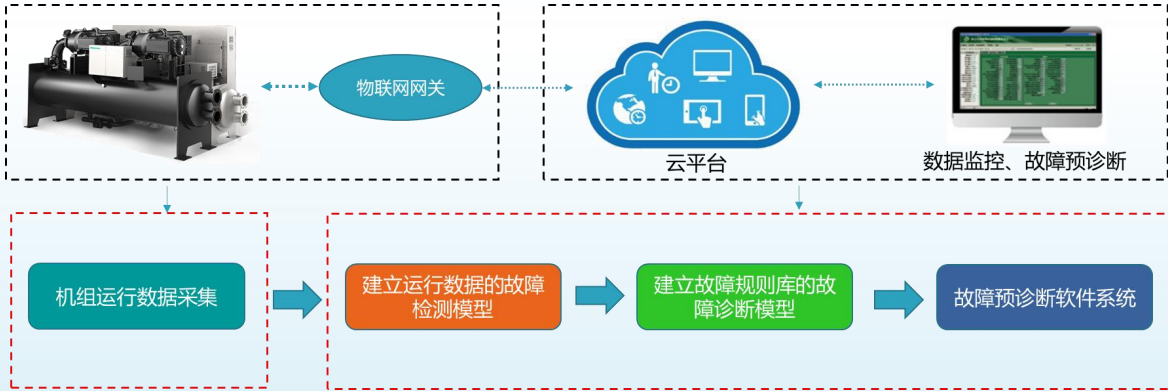 物联网网关
云平台
数据监控、故障预诊断
机组运行数据采集
建立运行数据的故障
检测模型
建立故障规则库的故
障诊断模型
故障预诊断软件系统